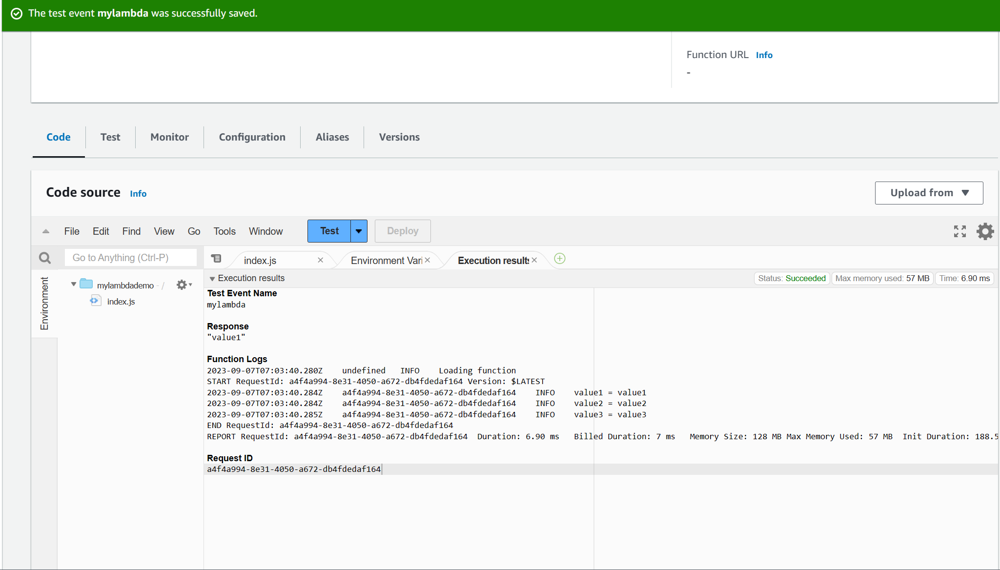 The test event mylambda was successfully saved.
Function URL Info
-
Code Test Monitor Configuration Aliases Versions
Code source Info
Upload from
File Edit Find View Go Tools Window Test Deploy
Go to Anything (Ctrl-P)
index.js Environment Vari Execution results
Environment
mylambdademo - /
index.js
Execution results
Status: Succeeded Max memory used: 57 MB Time: 6.90 ms
Test Event Name
mylambda
Response
"value1"
Function Logs
2023-09-07T07:03:40.280Z undefined INFO Loading function
START RequestId: a4f4a994-8e31-4050-a672-db4fdedaf164 Version: $LATEST
2023-09-07T07:03:40.284Z a4f4a994-8e31-4050-a672-db4fdedaf164 INFO value1 = value1
2023-09-07T07:03:40.284Z a4f4a994-8e31-4050-a672-db4fdedaf164 INFO value2 = value2
2023-09-07T07:03:40.285Z a4f4a994-8e31-4050-a672-db4fdedaf164 INFO value3 = value3
END RequestId: a4f4a994-8e31-4050-a672-db4fdedaf164
REPORT RequestId: a4f4a994-8e31-4050-a672-db4fdedaf164 Duration: 6.90 ms Billed Duration: 7 ms Memory Size: 128 MB Max Memory Used: 57 MB Init Duration: 188.5
Request ID
a4f4a994-8e31-4050-a672-db4fdedaf164